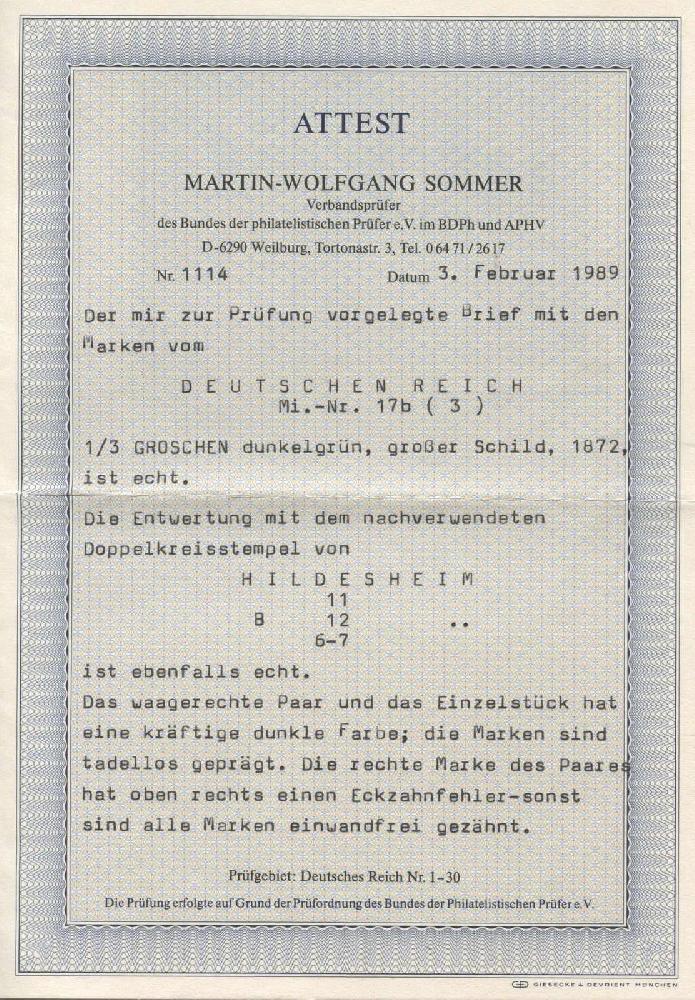 ATTEST
MARTIN-WOLFGANG SOMMER
Verbandsprüfer
des Bundes der philatelistischen Prüfer e.V. im BDPh und APHV
D-6290 Weilburg, Tortonastr. 3, Tel. 0 64 71 / 26 17
Nr. 1114 Datum 3. Februar 1989
Der mir zur Prüfung vorgelegte Brief mit den
Marken vom
D E U T S C H E N R E I C H
Mi.-Nr. 17b ( 3 )
1/3 GROSCHEN dunkelgrün, großer Schild, 1872,
ist echt.
Die Entwertung mit dem nachverwendeten
Doppelkreisstempel von
H I L D E S H E I M
11
B 12 ..
6-7
ist ebenfalls echt.
Das waagerechte Paar und das Einzelstück hat
eine kräftige dunkle Farbe; die Marken sind
tadellos geprägt. Die rechte Marke des Paares
hat oben rechts einen Eckzahnfehler-sonst
sind alle Marken einwandfrei gezähnt.
Prüfgebiet: Deutsches Reich Nr. 1-30
Die Prüfung erfolgte auf Grund der Prüfordnung des Bundes der Philatelistischen Prüfer e.V.
GIESECKE & DEVRIENT MÜNCHEN